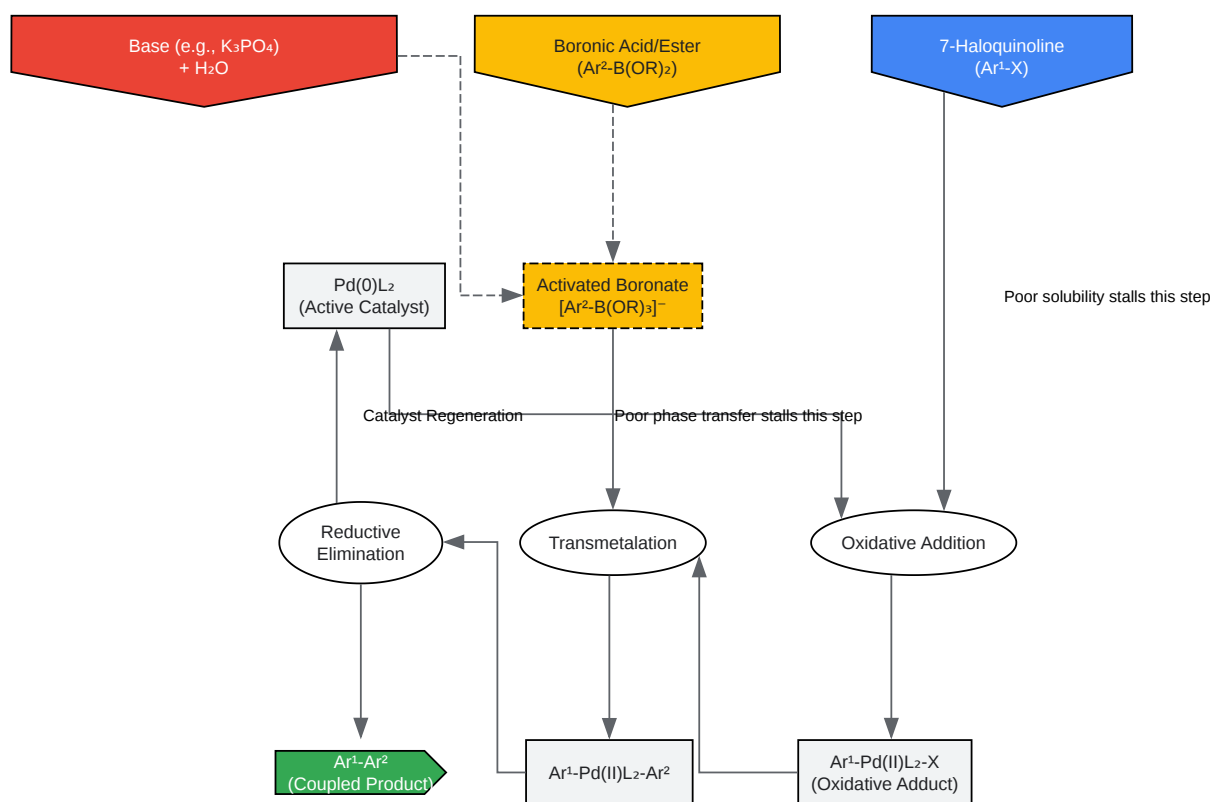 Base (e.g., K₃PO₄)
+ H₂O
Boronic Acid/Ester
(Ar²-B(OR)₂)
7-Haloquinoline
(Ar¹-X)
Pd(0)L₂
(Active Catalyst)
Activated Boronate
[Ar²-B(OR)₃]⁻
Poor solubility stalls this step
Catalyst Regeneration
Poor phase transfer stalls this step
Reductive
Elimination
Transmetalation
Oxidative Addition
Ar¹-Ar²
(Coupled Product)
Ar¹-Pd(II)L₂-Ar²
Ar¹-Pd(II)L₂-X
(Oxidative Adduct)